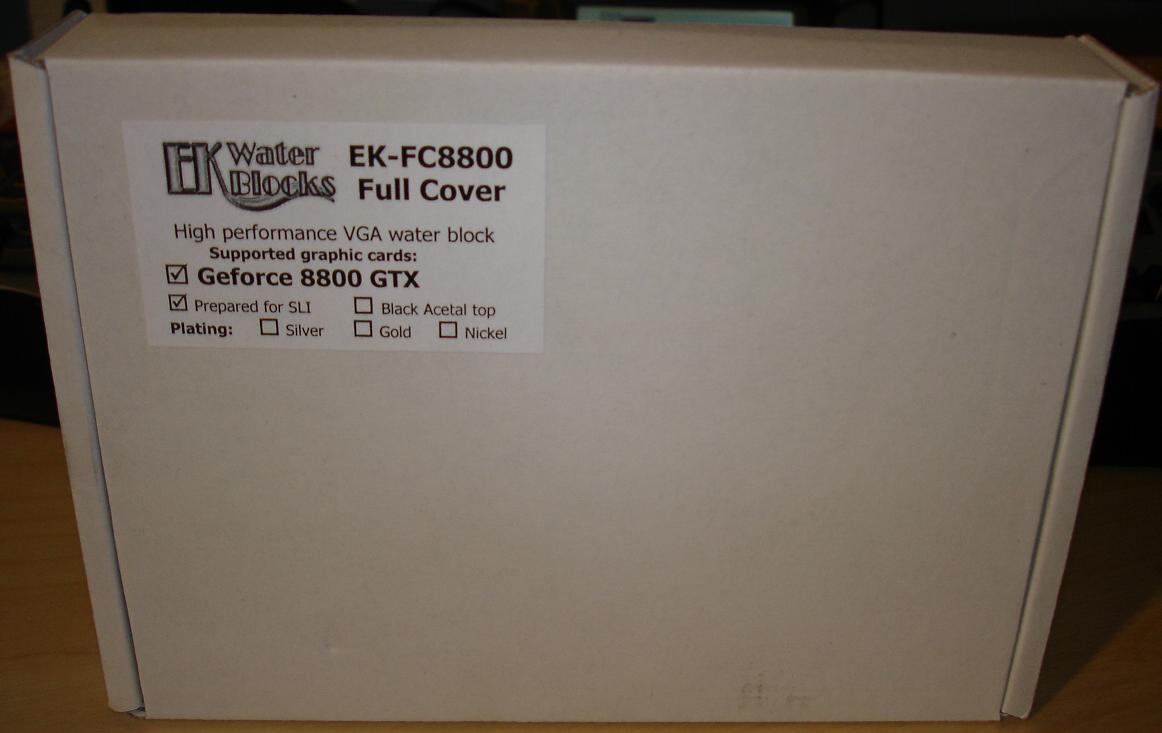 EK Water Blocks
EK-FC8800
Full Cover
High performance VGA water block
Supported graphic cards:
☑ Geforce 8800 GTX
☑ Prepared for SLI ☐ Black Acetal top
Plating: ☐ Silver ☐ Gold ☐ Nickel